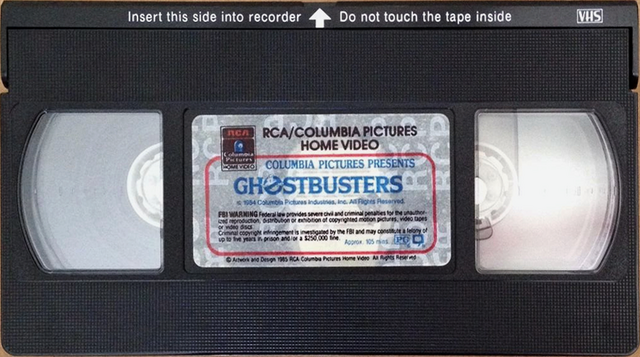 Insert this side into recorder Do not touch the tape inside VHS
RCA
Columbia
Pictures
HOME VIDEO
RCA/COLUMBIA PICTURES
HOME VIDEO
COLUMBIA PICTURES PRESENTS
GHOSTBUSTERS
© 1984 Columbia Pictures Industries, Inc. All Rights Reserved.
FBI WARNING Federal law provides severe civil and criminal penalties for the unauthor-
ized reproduction, distribution or exhibition of copyrighted motion pictures, video tapes
or video discs.
Criminal copyright infringement is investigated by the FBI and may constitute a felony of
up to five years in prison and/or a $250,000 fine.
Approx. 105 mins. PG
© Artwork and Design 1985 RCA Columbia Pictures Home Video All Rights Reserved